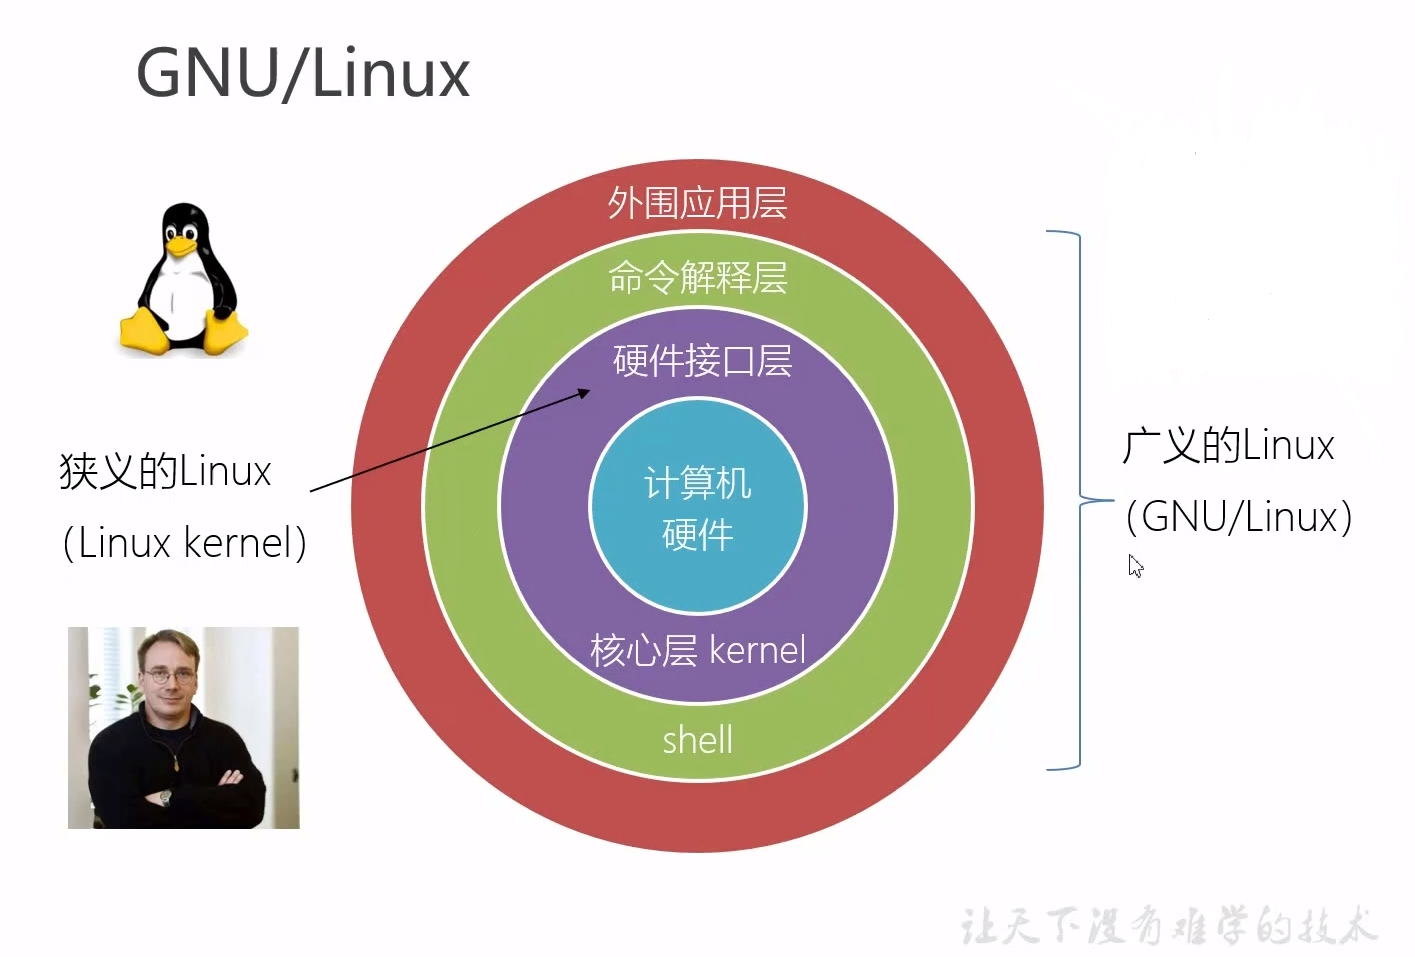 GNU/Linux
外围应用层
命令解释层
硬件接口层
计算机
硬件
核心层 kernel
shell
狭义的Linux
(Linux kernel)
广义的Linux
(GNU/Linux)
让天下没有难学的技术